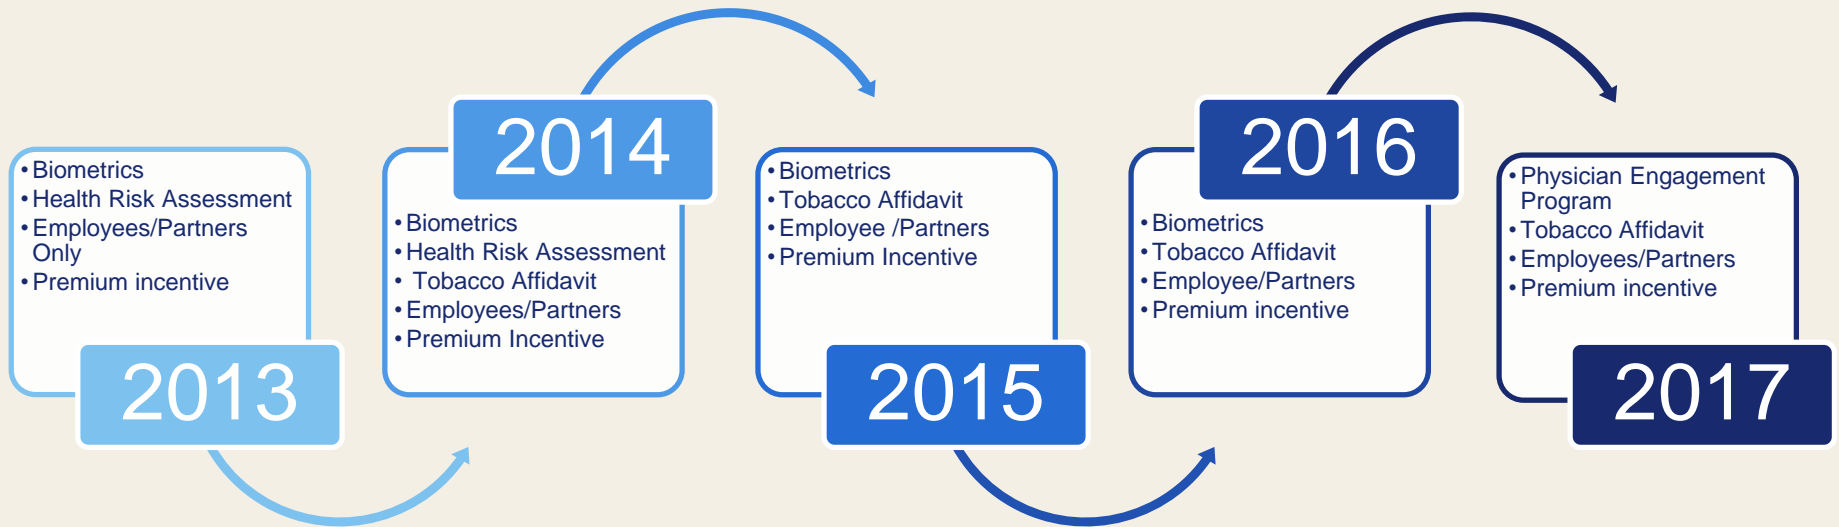 • Biometrics
• Health Risk Assessment
• Employees/Partners
Only
• Premium incentive
2013
2014
• Biometrics
• Health Risk Assessment
• Tobacco Affidavit
• Employees/Partners
• Premium Incentive
• Biometrics
• Tobacco Affidavit
• Employee /Partners
• Premium Incentive
2015
2016
• Biometrics
• Tobacco Affidavit
• Employee/Partners
• Premium incentive
• Physician Engagement
Program
• Tobacco Affidavit
• Employees/Partners
• Premium incentive
2017